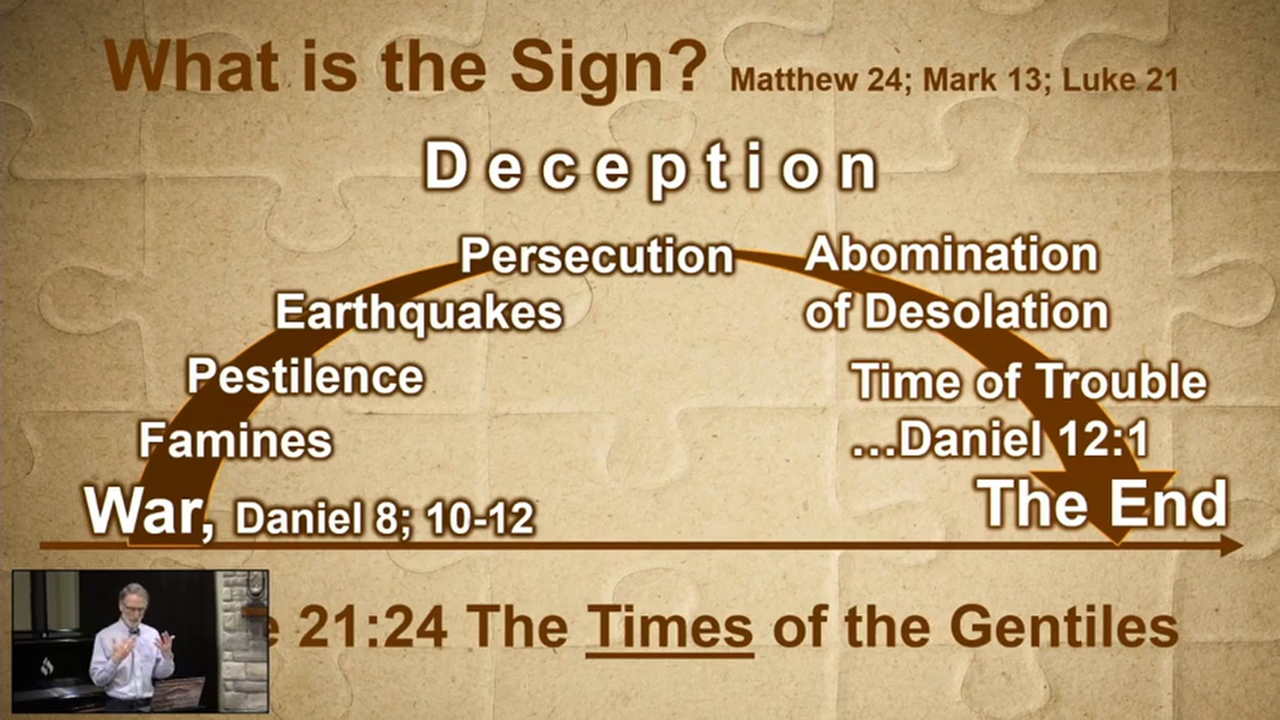 What is the Sign? Matthew 24; Mark 13; Luke 21
Deception
Persecution
Abomination
of Desolation
Earthquakes
Pestilence
Time of Trouble
...Daniel 12:1
Famines
War, Daniel 8; 10-12
The End
e 21:24 The Times of the Gentiles